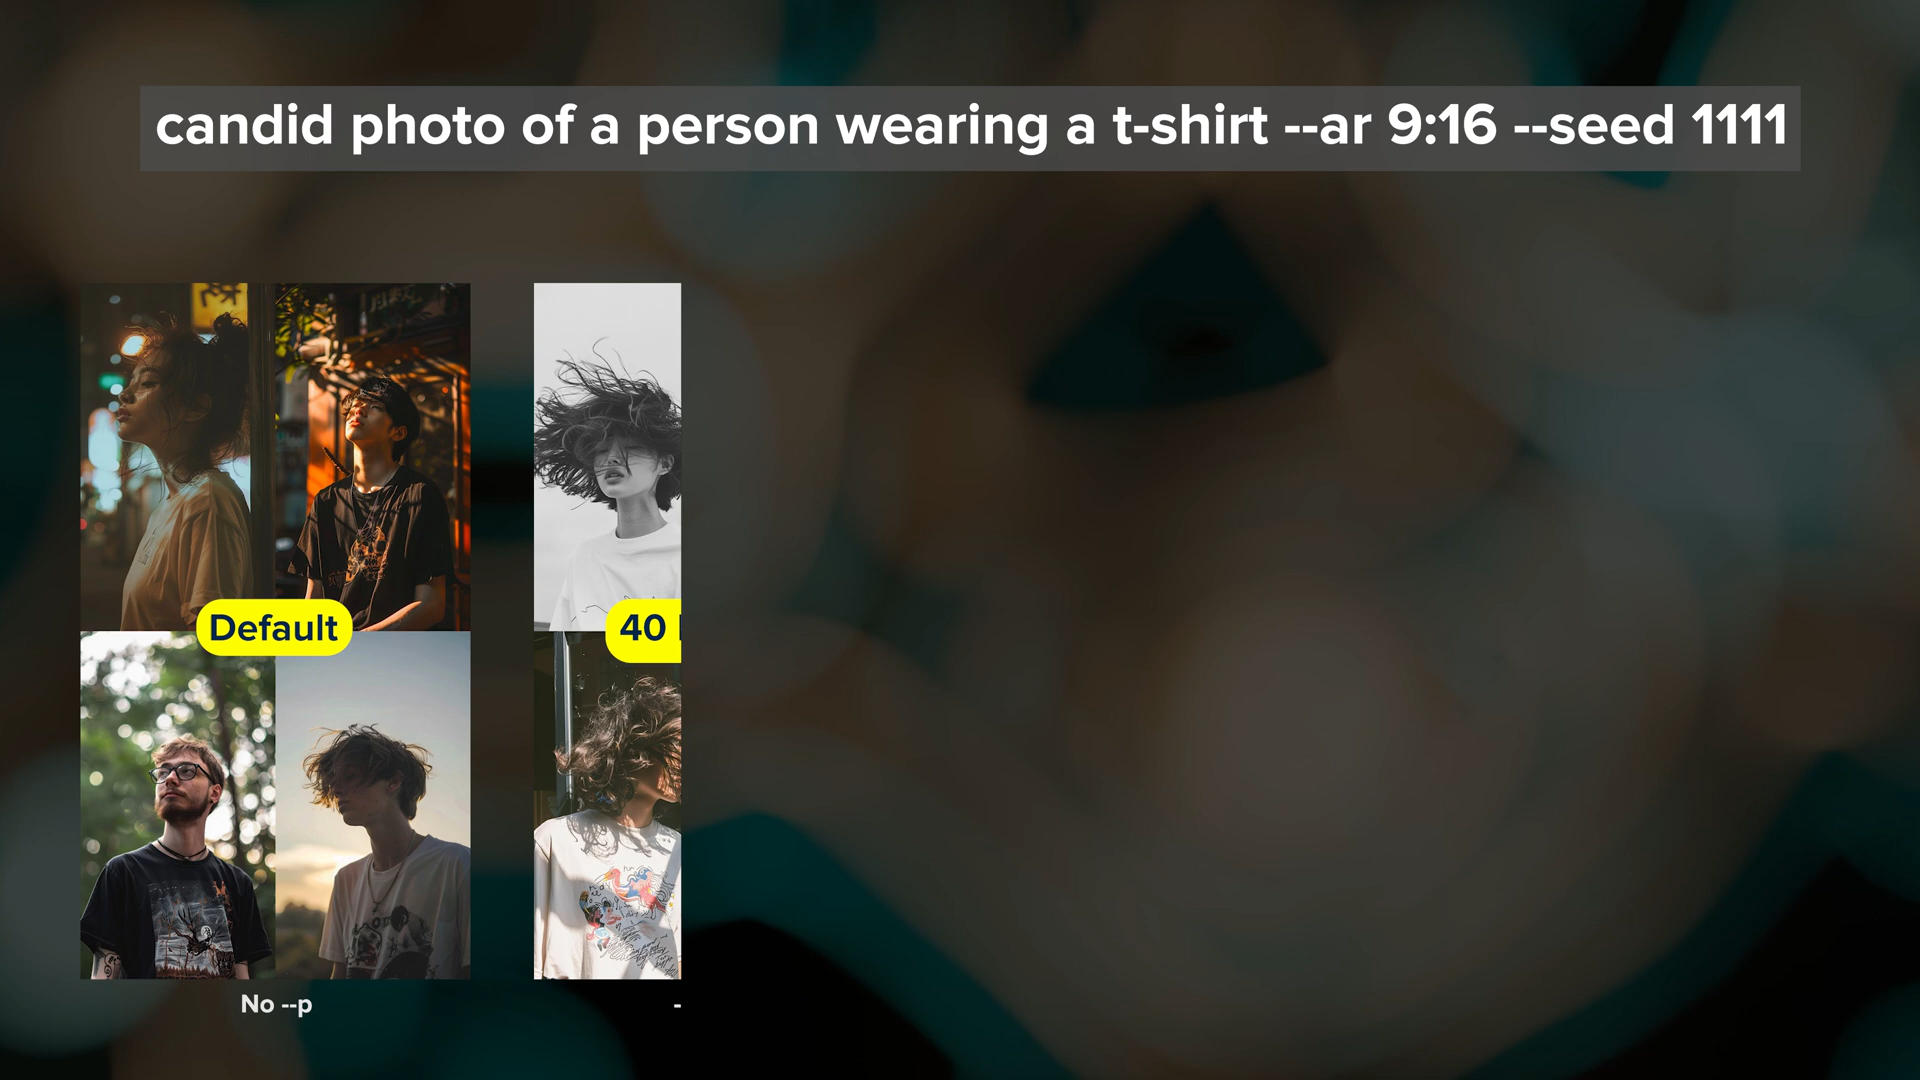 candid photo of a person wearing a t-shirt --ar 9:16 --seed 1111
Default
40
No --p
-